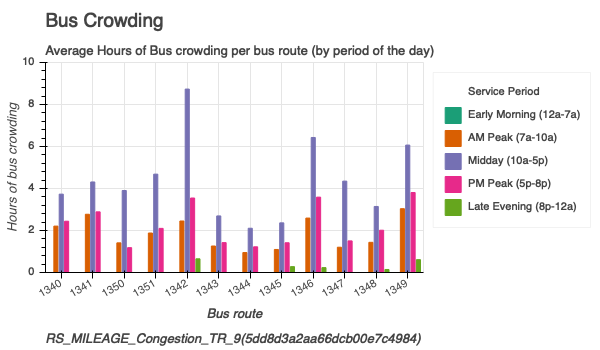 Bus Crowding
Average Hours of Bus crowding per bus route (by period of the day)
10
8
6
4
2
0
Hours of bus crowding
1340
1341
1350
1351
1342
1343
1344
1345
1346
1347
1348
1349
Bus route
Service Period
Early Morning (12a-7a)
AM Peak (7a-10a)
Midday (10a-5p)
PM Peak (5p-8p)
Late Evening (8p-12a)
RS_MILEAGE_Congestion_TR_9(5dd8d3a2aa66dcb00e7c4984)